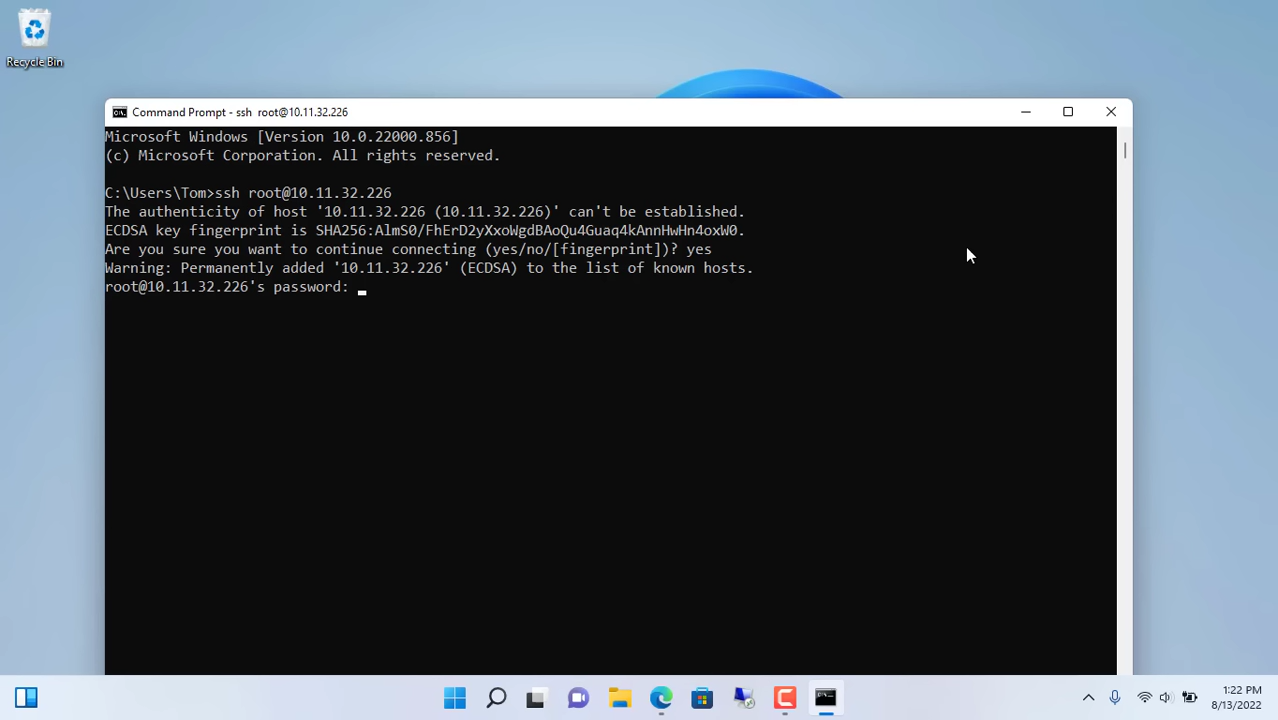 Recycle Bin
Command Prompt - ssh  root@10.11.32.226
Microsoft Windows [Version 10.0.22000.856]
(c) Microsoft Corporation. All rights reserved.
C:\Users\Tom>ssh root@10.11.32.226
The authenticity of host '10.11.32.226 (10.11.32.226)' can't be established.
ECDSA key fingerprint is SHA256:AlmS0/FhErD2yXxoWgdBAoQu4Guaq4kAnnHwHn4oxW0.
Are you sure you want to continue connecting (yes/no/[fingerprint])? yes
Warning: Permanently added '10.11.32.226' (ECDSA) to the list of known hosts.
root@10.11.32.226's password:
1:22 PM
8/13/2022